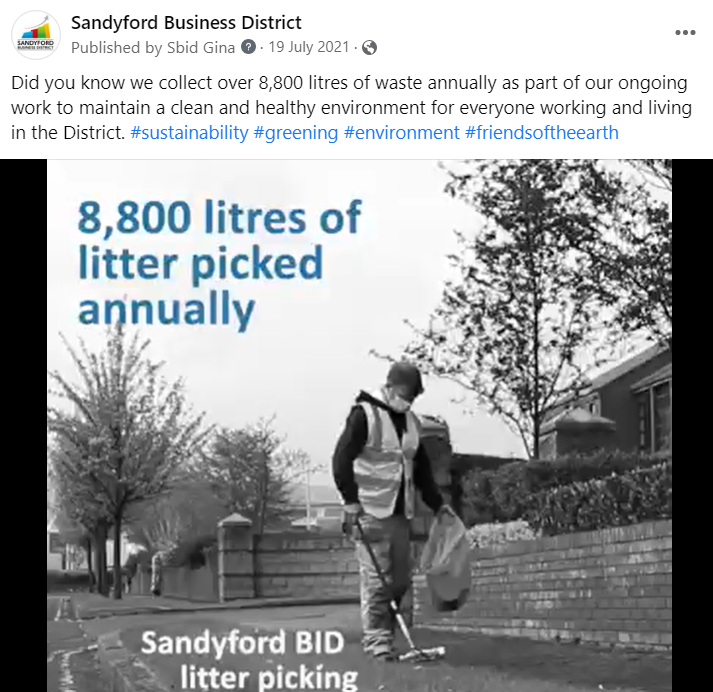 SANDYFORD
BUSINESS DISTRICT
Sandyford Business District
Published by Sbid Gina · 19 July 2021 ·
Did you know we collect over 8,800 litres of waste annually as part of our ongoing
work to maintain a clean and healthy environment for everyone working and living
in the District. #sustainability #greening #environment #friendsoftheearth
8,800 litres of
litter picked
annually
Sandyford BID
litter picking